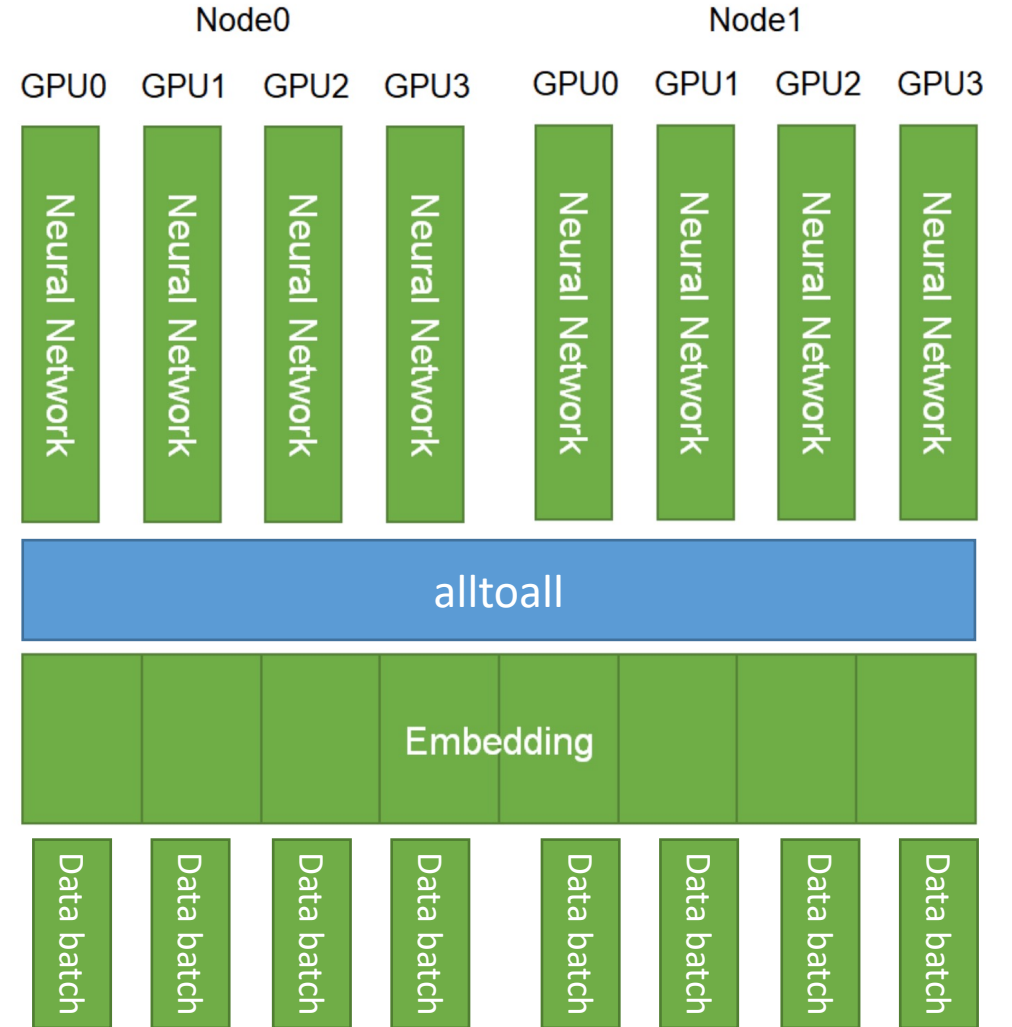 Node0 Node1
GPU0 GPU1 GPU2 GPU3 GPU0 GPU1 GPU2 GPU3
Neural Network
Neural Network
Neural Network
Neural Network
Neural Network
Neural Network
Neural Network
Neural Network
alltoall
Embedding
Data batch
Data batch
Data batch
Data batch
Data batch
Data batch
Data batch
Data batch